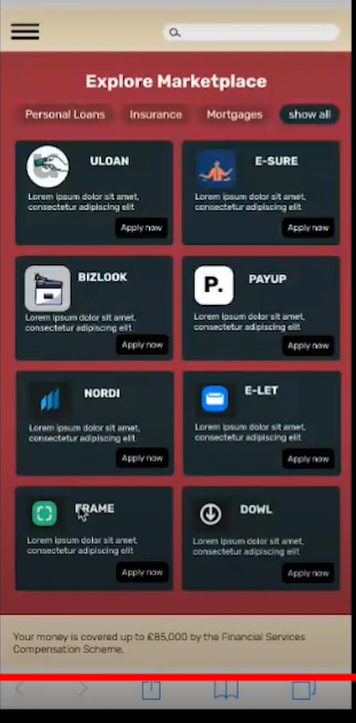 Explore Marketplace
Personal Loans Insurance Mortgages show all
ULOAN
Lorem ipsum dolor sit amet,
consectetur adipiscing elit
Apply now
E-SURE
Lorem ipsum dolor sit amet,
consectetur adipiscing elit
Apply now
BIZLOOK
Lorem ipsum dolor sit amet,
consectetur adipiscing elit
Apply now
P.
PAYUP
Lorem ipsum dolor sit amet,
consectetur adipiscing elit
Apply now
NORDI
Lorem ipsum dolor sit amet,
consectetur adipiscing elit
Apply now
E-LET
Lorem ipsum dolor sit amet,
consectetur adipiscing elit
Apply now
FRAME
Lorem ipsum dolor sit amet,
consectetur adipiscing elit
Apply now
DOWL
Lorem ipsum dolor sit amet,
consectetur adipiscing elit
Apply now
Your money is covered up to £85,000 by the Financial Services
Compensation Scheme.